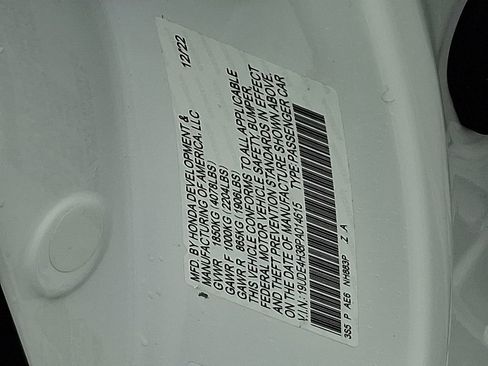 12/22
MFD. BY HONDA DEVELOPMENT &
MANUFACTURING OF AMERICA, LLC
GVWR 1850KG (4078LBS)
GAWR F 1000KG (2204LBS)
GAWR R 865KG (1906LBS)
THIS VEHICLE CONFORMS TO ALL APPLICABLE
FEDERAL MOTOR VEHICLE SAFETY, BUMPER,
AND THEFT PREVENTION STANDARDS IN EFFECT
ON THE DATE OF MANUFACTURE SHOWN ABOVE.
V.I.N.: 19UDE4H36PA014615 TYPE: PASSENGER CAR
3S5 P AE6 NH883P Z A